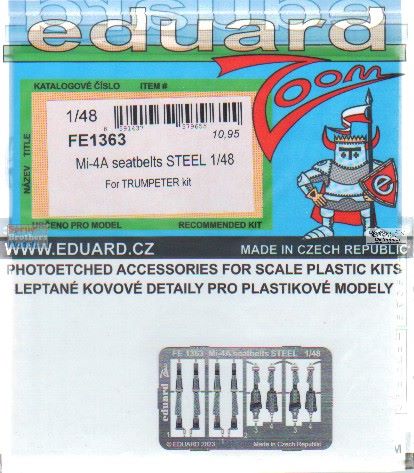 eduard
Zoom
KATALOGOVÉ ČÍSLO ITEM #
1/48
FE1363
10,95
Mi-4A seatbelts STEEL 1/48
For TRUMPETER kit
NÁZEV TITLE
URČENO PRO MODEL RECOMMENDED KIT
WWW.EDUARD.CZ MADE IN CZECH REPUBLIC
PHOTOETCHED ACCESSORIES FOR SCALE PLASTIC KITS
LEPTANÉ KOVOVÉ DETAILY PRO PLASTIKOVÉ MODELY
FE 1363 Mi-4A seatbelts STEEL 1/48
eduard
© EDUARD 2023 Made in Czech Republic